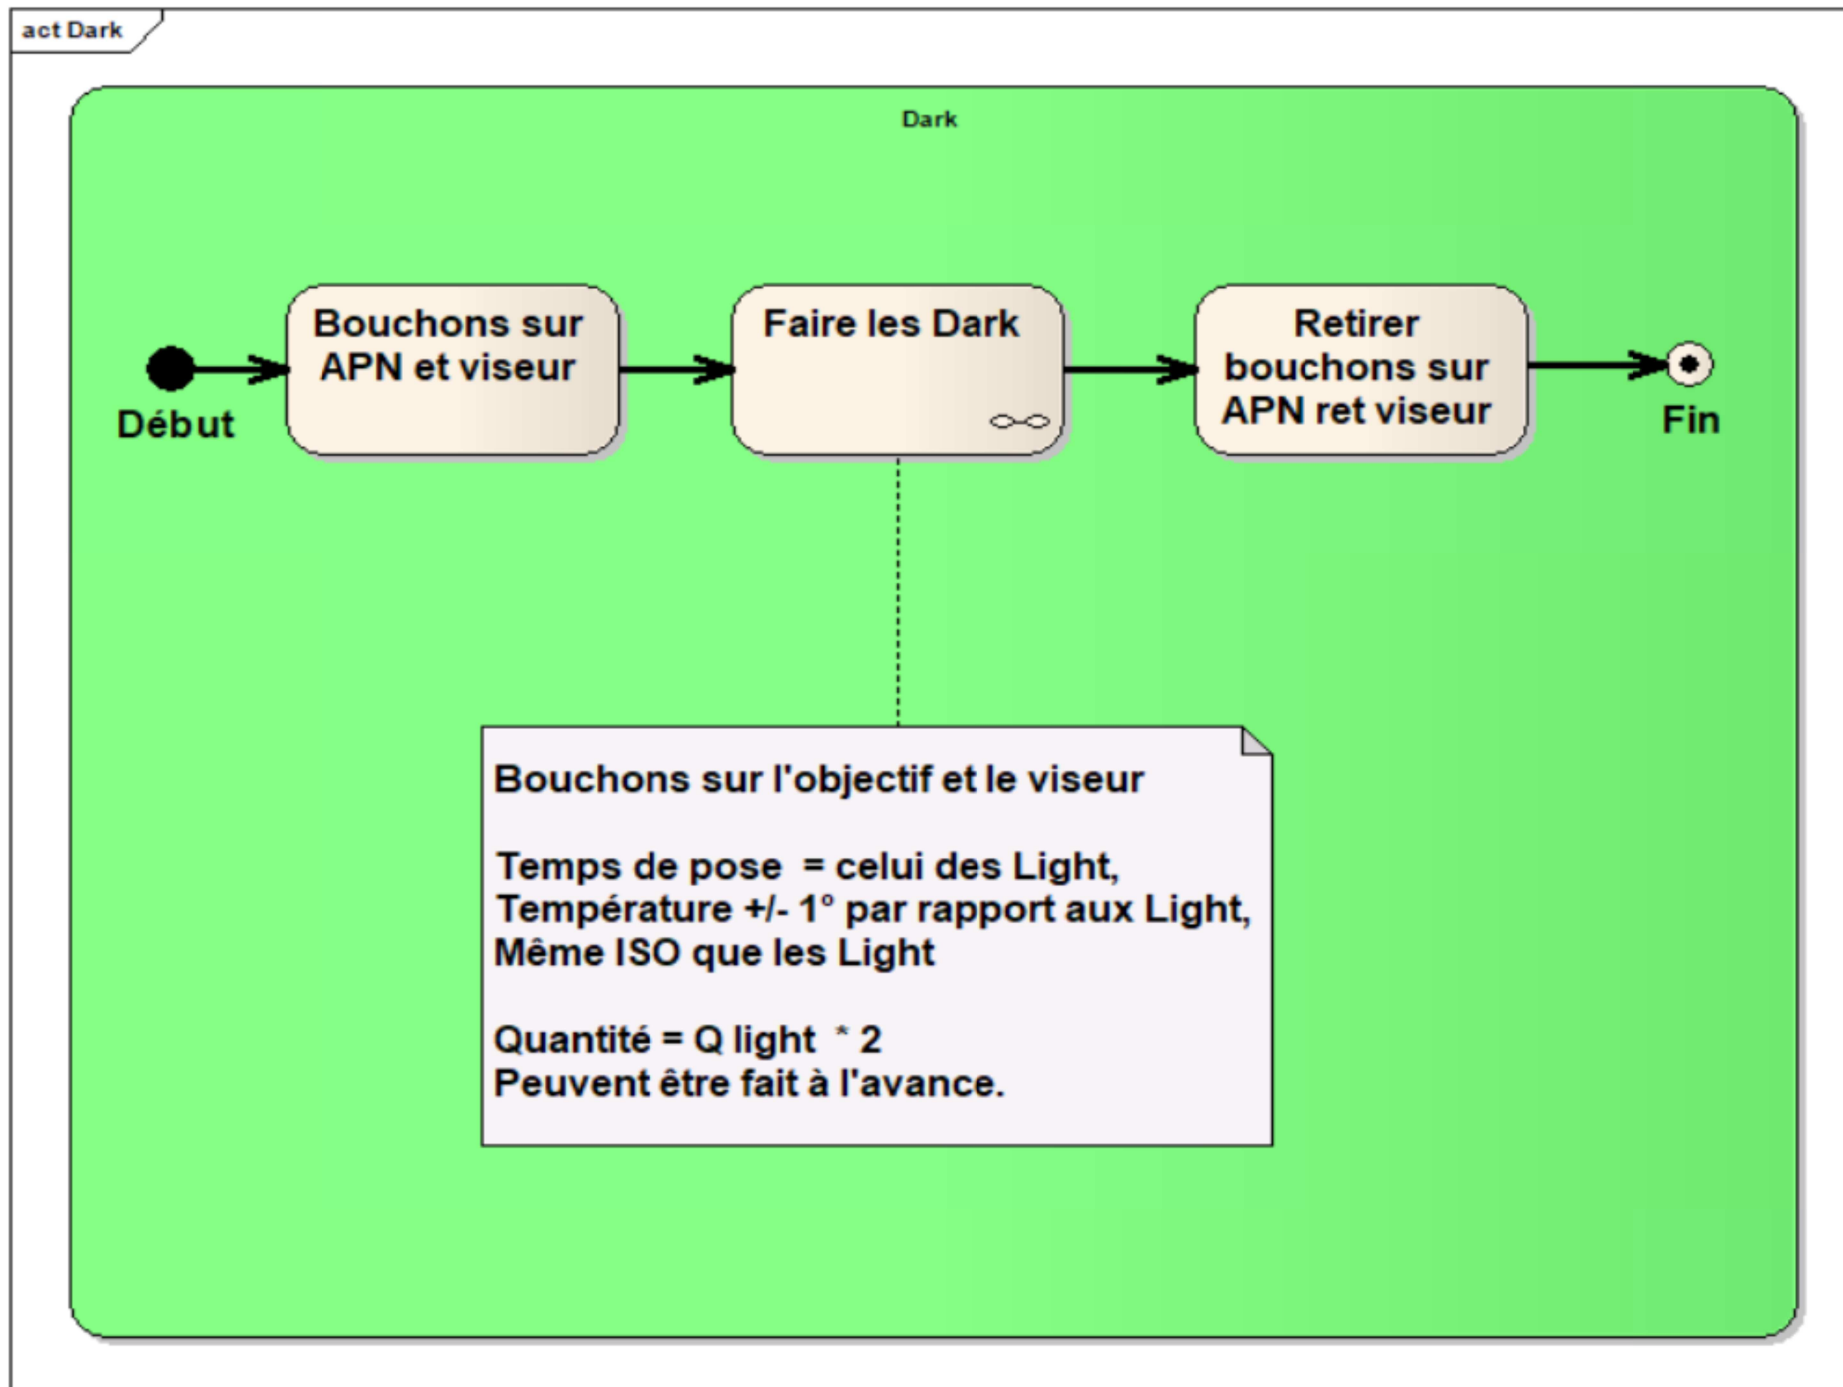 act Dark
Dark
Bouchons sur
APN et viseur
Faire les Dark
Retirer
bouchons sur
APN ret viseur
Début
Fin
Bouchons sur l'objectif et le viseur
Temps de pose  = celui des Light,
Température +/- 1° par rapport aux Light,
Même ISO que les Light
Quantité = Q light  * 2
Peuvent être fait à l'avance.